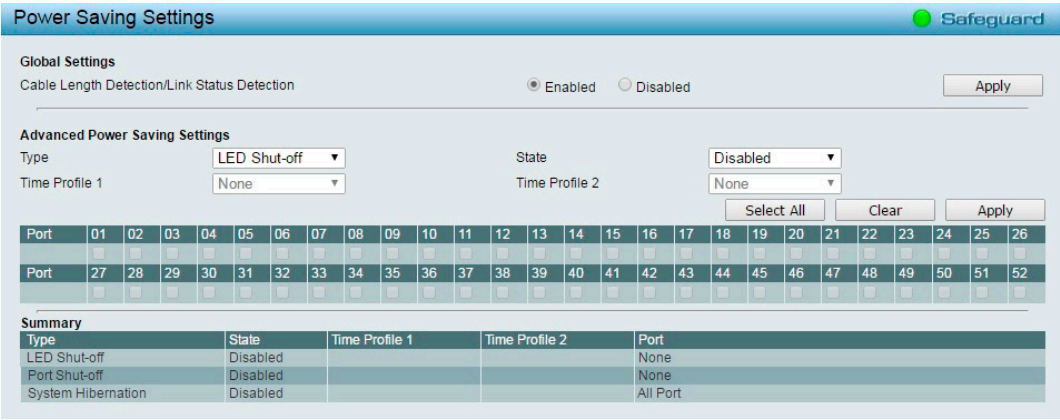 Power Saving Settings Safeguard
Global Settings
Cable Length Detection/Link Status Detection Enabled Disabled Apply
Advanced Power Saving Settings
Type LED Shut-off State Disabled
Time Profile 1 None Time Profile 2 None
Select All Clear Apply
Port 01 02 03 04 05 06 07 08 09 10 11 12 13 14 15 16 17 18 19 20 21 22 23 24 25 26
Port 27 28 29 30 31 32 33 34 35 36 37 38 39 40 41 42 43 44 45 46 47 48 49 50 51 52
Summary
Type State Time Profile 1 Time Profile 2 Port
LED Shut-off Disabled None
Port Shut-off Disabled None
System Hibernation Disabled All Port